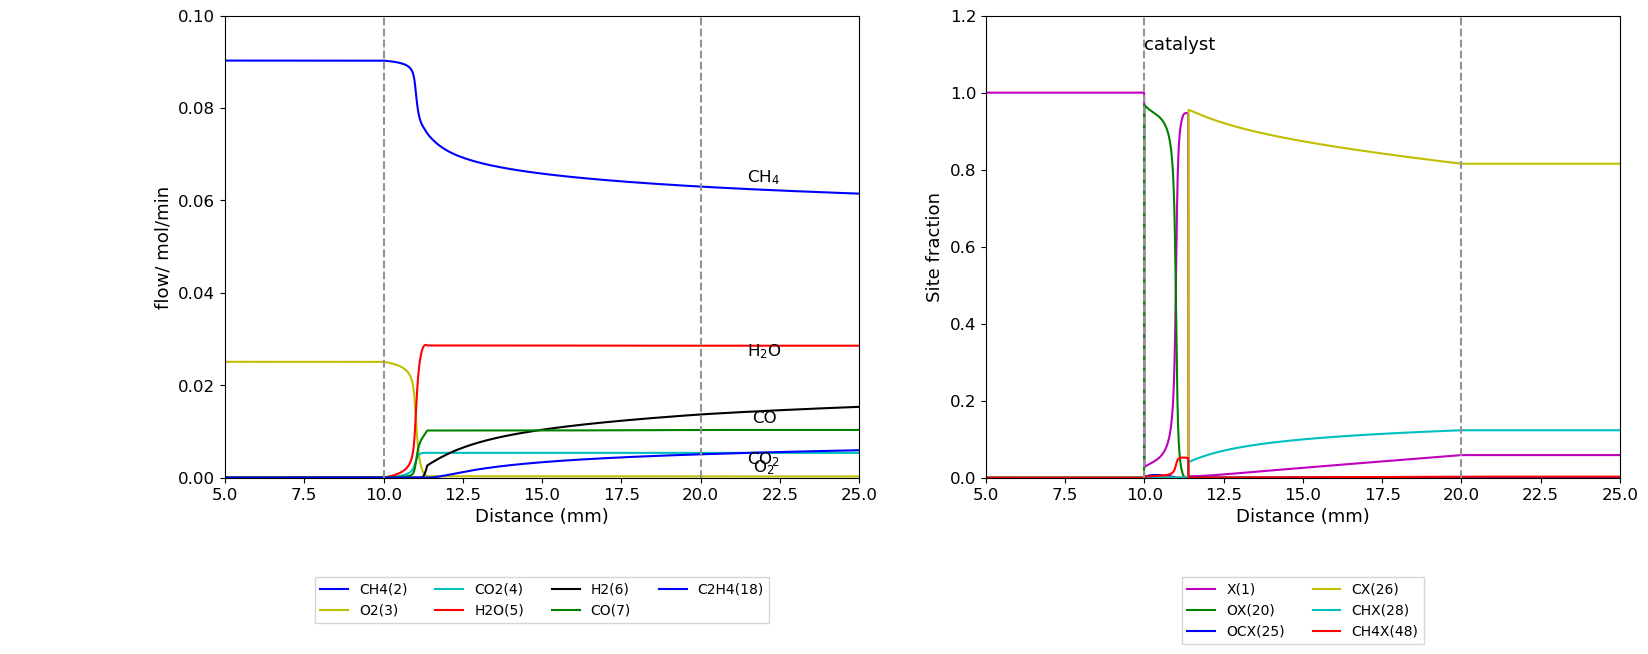 0.10
0.08
0.06
0.04
0.02
0.00
flow/ mol/min
CH₄
H₂O
CO
CO₂
O₂
5.0 7.5 10.0 12.5 15.0 17.5 20.0 22.5 25.0
Distance (mm)
CH4(2) CO2(4) H2(6) C2H4(18)
O2(3) H2O(5) CO(7)
1.2
1.0
0.8
0.6
0.4
0.2
0.0
Site fraction
catalyst
5.0 7.5 10.0 12.5 15.0 17.5 20.0 22.5 25.0
Distance (mm)
X(1) CX(26)
OX(20) CHX(28)
OCX(25) CH4X(48)